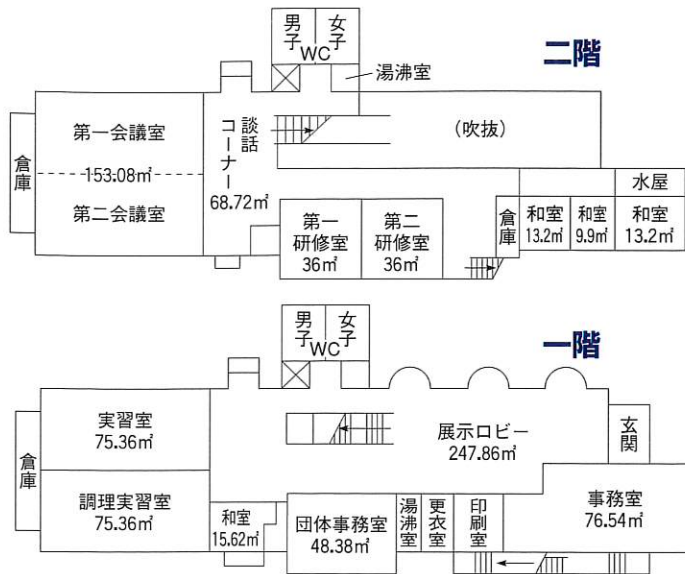 二階
男子
女子
WC
湯沸室
倉庫
第一会議室
153.08㎡
第二会議室
談話
コーナー
68.72㎡
(吹抜)
第一
研修室
36㎡
第二
研修室
36㎡
倉庫
水屋
和室
13.2㎡
和室
9.9㎡
和室
13.2㎡
一階
男子
女子
WC
倉庫
実習室
75.36㎡
調理実習室
75.36㎡
展示ロビー
247.86㎡
玄関
和室
15.62㎡
団体事務室
48.38㎡
湯沸室
更衣室
印刷室
事務室
76.54㎡